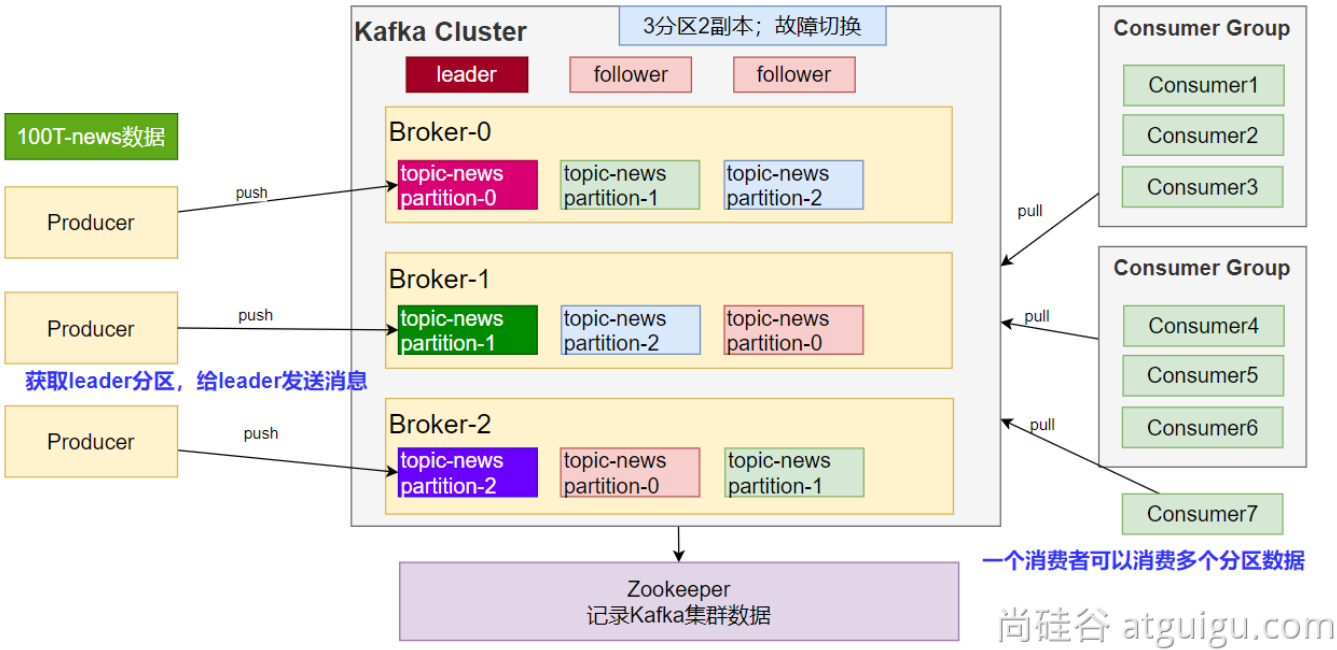 Kafka Cluster
3分区2副本；故障切换
leader
follower
follower
100T-news数据
Producer
push
Producer
push
获取leader分区，给leader发送消息
Producer
push
Broker-0
topic-news
partition-0
topic-news
partition-1
topic-news
partition-2
Broker-1
topic-news
partition-1
topic-news
partition-2
topic-news
partition-0
Broker-2
topic-news
partition-2
topic-news
partition-0
topic-news
partition-1
Zookeeper
记录Kafka集群数据
Consumer Group
Consumer1
Consumer2
Consumer3
pull
Consumer Group
Consumer4
Consumer5
Consumer6
pull
pull
Consumer7
一个消费者可以消费多个分区数据
尚硅谷 atguigu.com